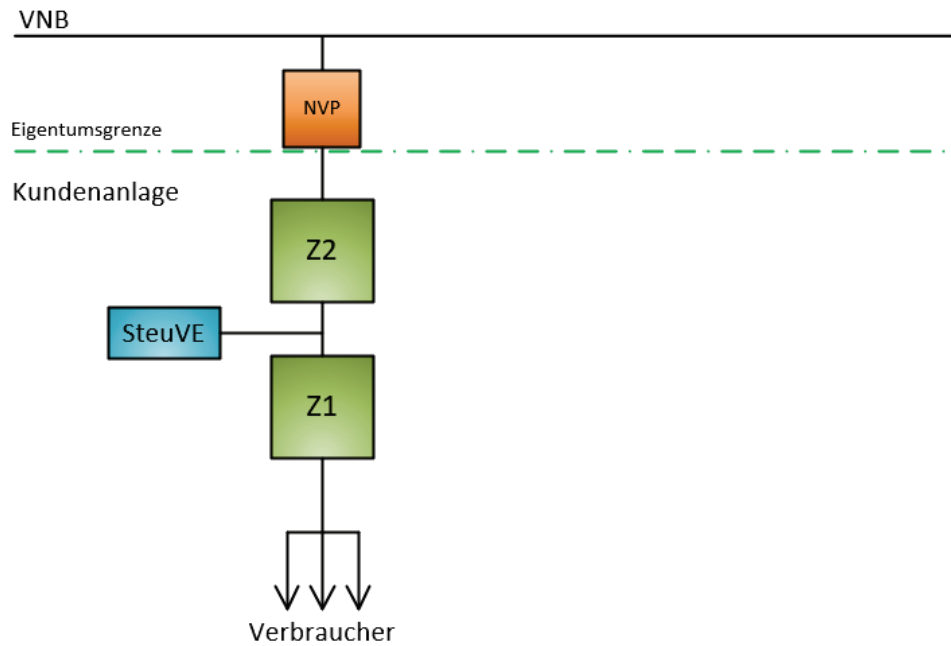 VNB
NVP
Eigentumsgrenze
Kundenanlage
Z2
SteuVE
Z1
Verbraucher